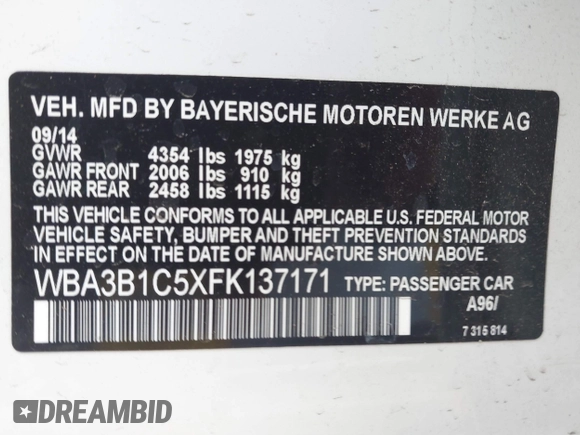 VEH. MFD BY BAYERISCHE MOTOREN WERKE AG
09/14
GVWR 4354 lbs 1975 kg
GAWR FRONT 2006 lbs 910 kg
GAWR REAR 2458 lbs 1115 kg
THIS VEHICLE CONFORMS TO ALL APPLICABLE U.S. FEDERAL MOTOR
VEHICLE SAFETY, BUMPER AND THEFT PREVENTION STANDARDS
IN EFFECT ON THE DATE OF MANUFACTURE SHOWN ABOVE.
WBA3B1C5XFK137171 TYPE: PASSENGER CAR
A96/
7 315 814
DREAMBID